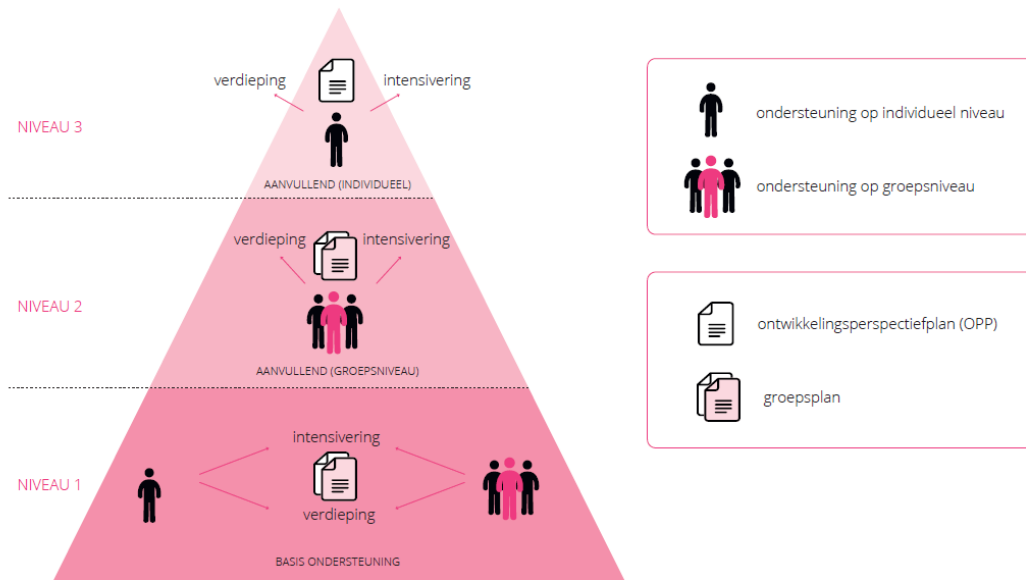 verdieping
intensivering
NIVEAU 3
AANVULLEND (INDIVIDUEEL)
verdieping
intensivering
NIVEAU 2
AANVULLEND (GROEPSNIVEAU)
intensivering
NIVEAU 1
verdieping
BASIS ONDERSTEUNING
ondersteuning op individueel niveau
ondersteuning op groepsniveau
ontwikkelingsperspectiefplan (OPP)
groepsplan